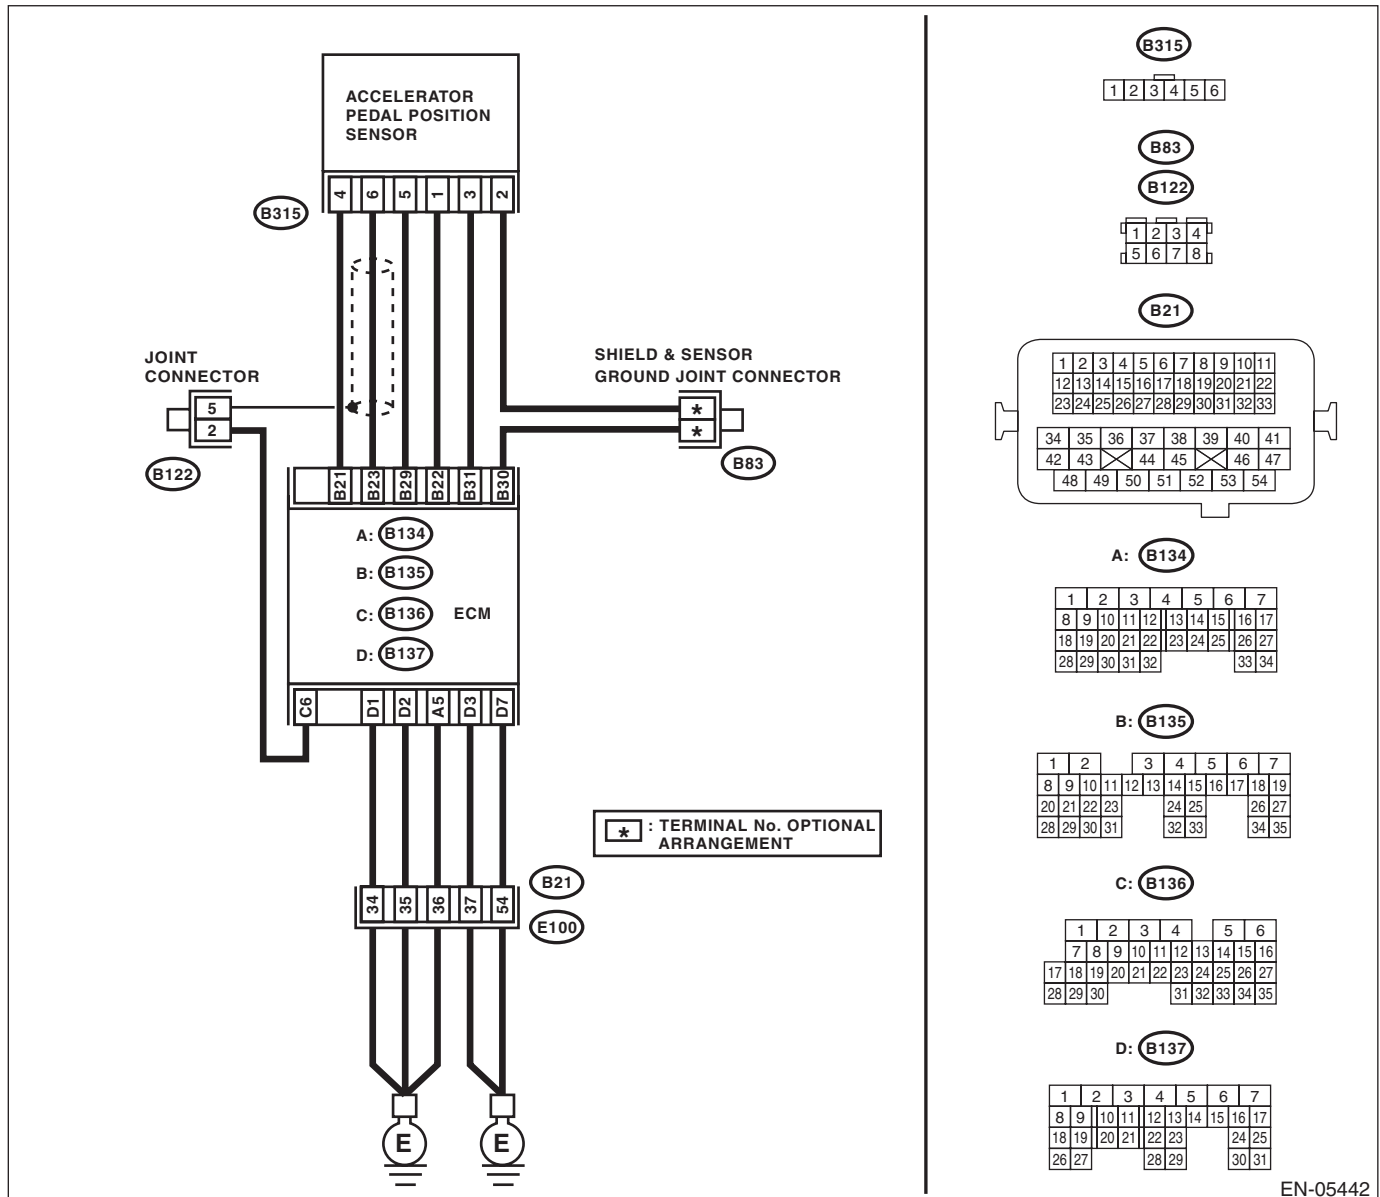 ACCELERATOR
PEDAL POSITION
SENSOR
4 6 5 1 3 2
B315
JOINT
CONNECTOR
5
2
B122
SHIELD & SENSOR
GROUND JOINT CONNECTOR
*
*
B83
B21 B23 B29 B22 B31 B30
A: B134
B: B135
C: B136 ECM
D: B137
C6 D1 D2 A5 D3 D7
* : TERMINAL No. OPTIONAL
ARRANGEMENT
34 35 36 37 54
B21
E100
E E
B315
1 2 3 4 5 6
B83
B122
1 2 3 4
5 6 7 8
B21
1 2 3 4 5 6 7 8 9 10 11
12 13 14 15 16 17 18 19 20 21 22
23 24 25 26 27 28 29 30 31 32 33
34 35 36 37 38 39 40 41
42 43 44 45 46 47
48 49 50 51 52 53 54
A: B134
1 2 3 4 5 6 7
8 9 10 11 12 13 14 15 16 17
18 19 20 21 22 23 24 25 26 27
28 29 30 31 32 33 34
B: B135
1 2 3 4 5 6 7
8 9 10 11 12 13 14 15 16 17 18 19
20 21 22 23 24 25 26 27
28 29 30 31 32 33 34 35
C: B136
1 2 3 4 5 6
7 8 9 10 11 12 13 14 15 16
17 18 19 20 21 22 23 24 25 26 27
28 29 30 31 32 33 34 35
D: B137
1 2 3 4 5 6 7
8 9 10 11 12 13 14 15 16 17
18 19 20 21 22 23 24 25
26 27 28 29 30 31
EN-05442